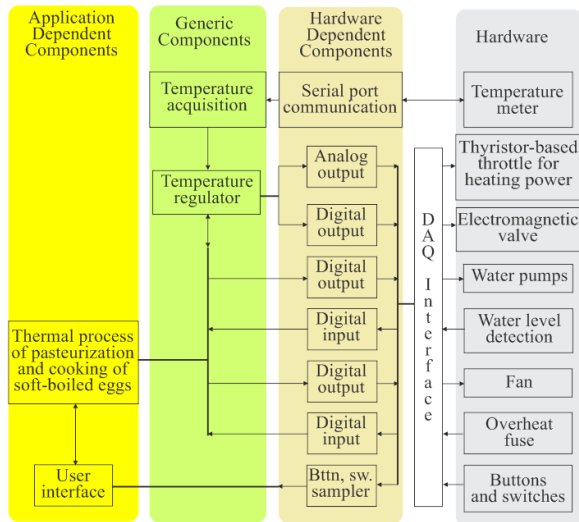 Application
Dependent
Components
Generic
Components
Hardware
Dependent
Components
Hardware
Temperature
acquisition
Serial port
communication
Temperature
meter
Thyristor-based
throttle for
heating power
Analog
output
Temperature
regulator
Digital
output
Electromagnetic
valve
DAQ Interface
Digital
output
Water pumps
Thermal process
of pasteurization
and cooking of
soft-boiled eggs
Digital
input
Water level
detection
Digital
output
Fan
Digital
input
Overheat
fuse
User
interface
Bttn, sw.
sampler
Buttons
and switches